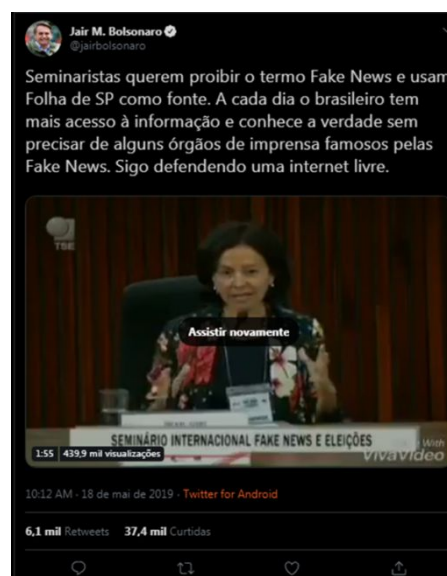 Jair M. Bolsonaro
@jairbolsonaro
Seminaristas querem proibir o termo Fake News e usam
Folha de SP como fonte. A cada dia o brasileiro tem
mais acesso à informação e conhece a verdade sem
precisar de alguns órgãos de imprensa famosos pelas
Fake News. Sigo defendendo uma internet livre.
TSE
Assistir novamente
SEMINÁRIO INTERNACIONAL FAKE NEWS E ELEIÇÕES
With
VivaVideo
1:55 439,9 mil visualizações
10:12 AM - 18 de mai de 2019 - Twitter for Android
6,1 mil Retweets 37,4 mil Curtidas